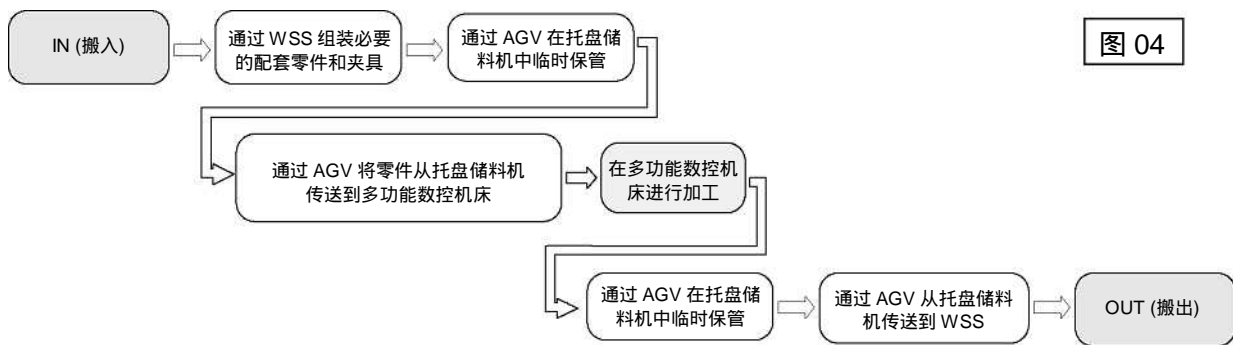 IN (搬入)
通过 WSS 组装必要
的配套零件和夹具
通过 AGV 在托盘储
料机中临时保管
图 04
通过 AGV 将零件从托盘储料机
传送到多功能数控机床
在多功能数控机
床进行加工
通过 AGV 在托盘储
料机中临时保管
通过 AGV 从托盘储料
机传送到 WSS
OUT (搬出)